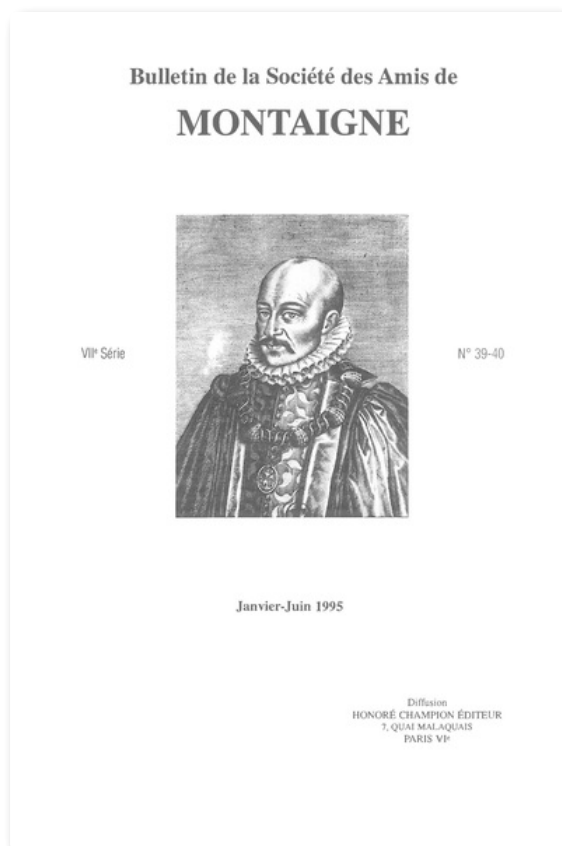 Bulletin de la Société des Amis de
MONTAIGNE
VIIᵉ Série
N° 39-40
Janvier-Juin 1995
Diffusion
HONORÉ CHAMPION ÉDITEUR
7, QUAI MALAQUAIS
PARIS VIᵉ